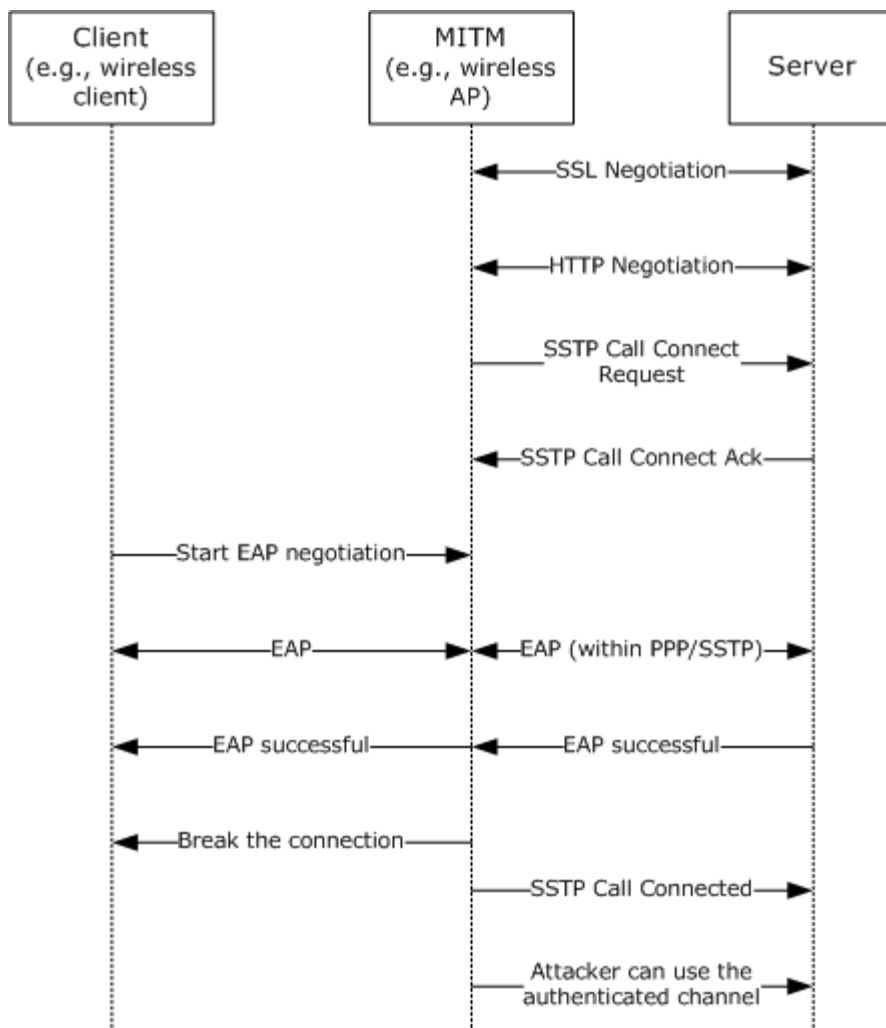 Client
(e.g., wireless
client)
MITM
(e.g., wireless
AP)
Server
SSL Negotiation
HTTP Negotiation
SSTP Call Connect
Request
SSTP Call Connect Ack
Start EAP negotiation
EAP
EAP (within PPP/SSTP)
EAP successful
EAP successful
Break the connection
SSTP Call Connected
Attacker can use the
authenticated channel